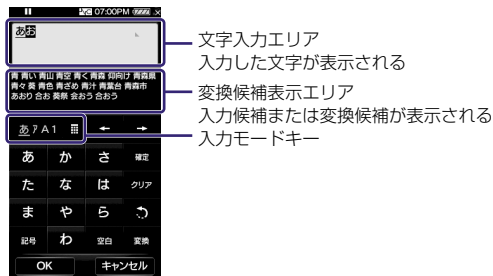 07:00PM
あお
青 青い 青山 青空 青く 青森 仰向け 青森県
青々 葵 青色 青ざめ 青汁 青葉台 青森市
あおり 合お 葵祭 会おう 合おう
あ ア A 1 ← →
あ か さ 確定
た な は クリア
ま や ら
記号 わ 空白 変換
OK キャンセル
文字入力エリア
入力した文字が表示される
変換候補表示エリア
入力候補または変換候補が表示される
入力モードキー